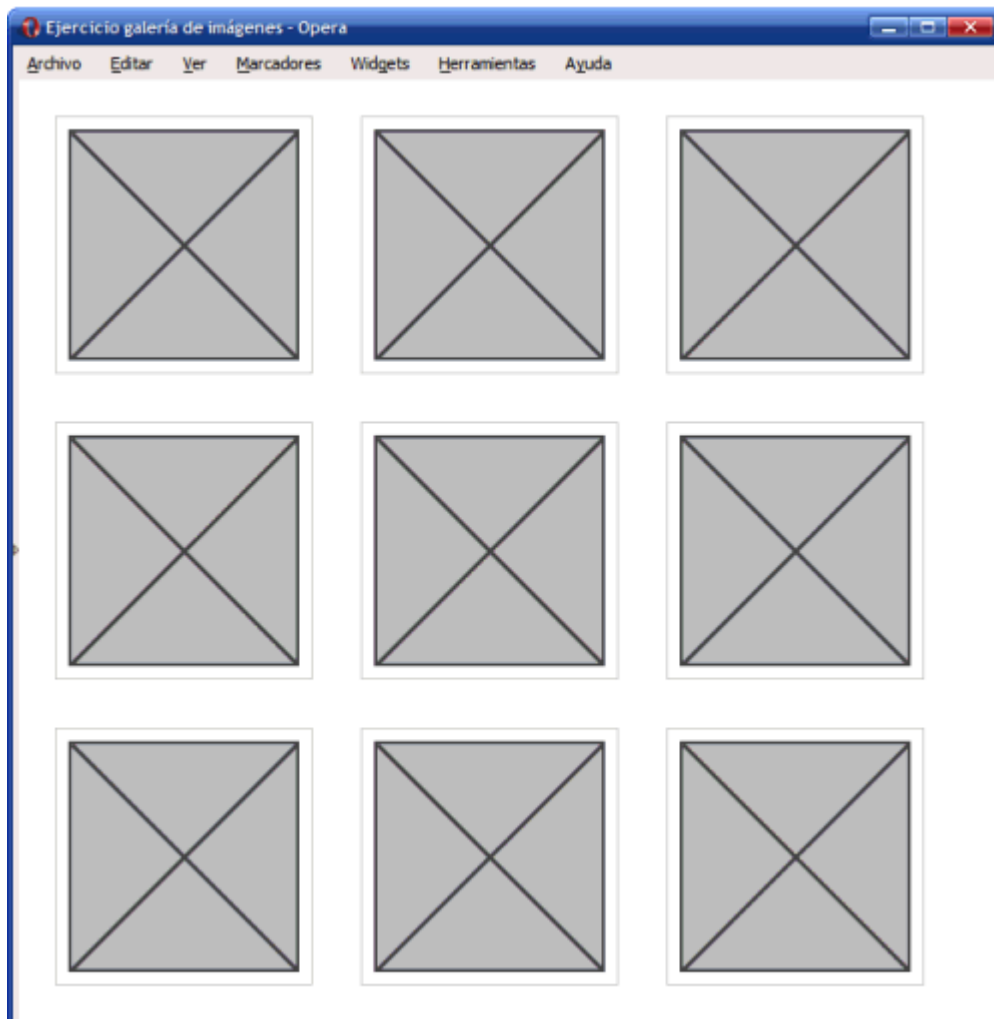 Ejercicio galería de imágenes - Opera
Archivo Editar Ver Marcadores Widgets Herramientas Ayuda